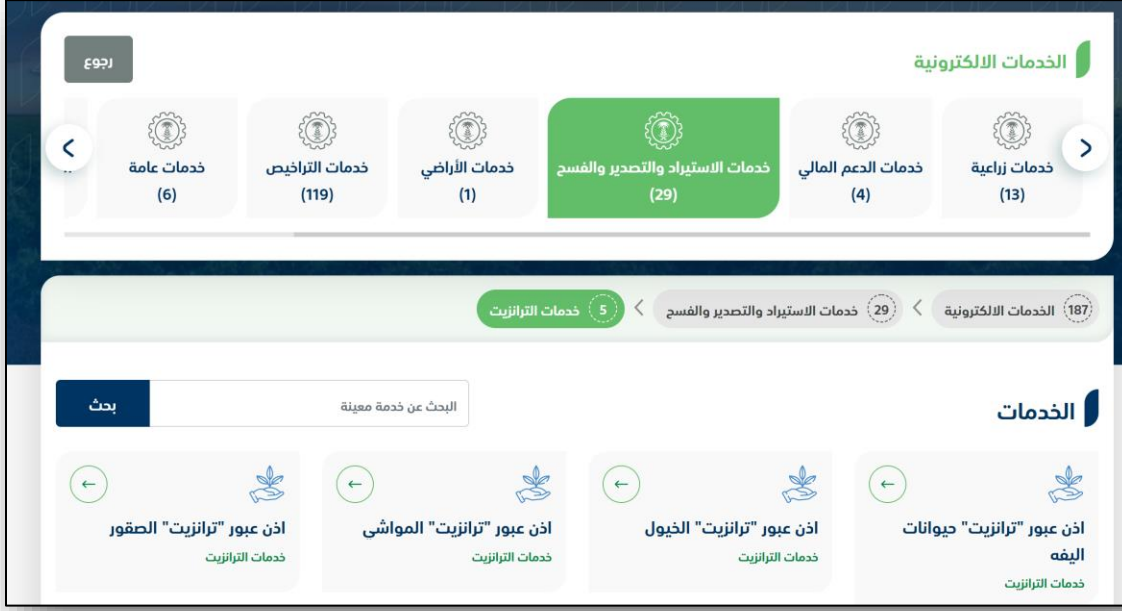 الخدمات الالكترونية
رجوع
خدمات زراعية
(13)
خدمات الدعم المالي
(4)
خدمات الاستيراد والتصدير والفسح
(29)
خدمات الأراضي
(1)
خدمات التراخيص
(119)
خدمات عامة
(6)
187 الخدمات الالكترونية
29 خدمات الاستيراد والتصدير والفسح
5 خدمات الترانزيت
الخدمات
البحث عن خدمة معينة
بحث
اذن عبور "ترانزيت" حيوانات
اليفه
خدمات الترانزيت
اذن عبور "ترانزيت" الخيول
خدمات الترانزيت
اذن عبور "ترانزيت" المواشي
خدمات الترانزيت
اذن عبور "ترانزيت" الصقور
خدمات الترانزيت